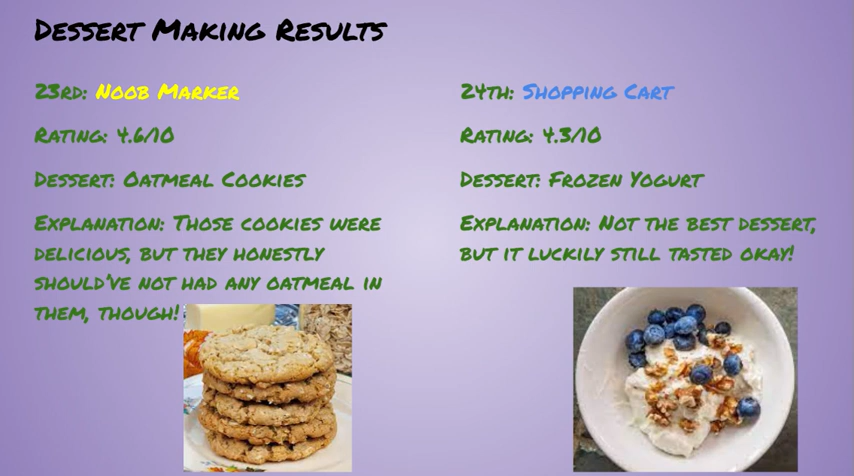 Dessert Making Results
23rd: Noob Marker
Rating: 4.6/10
Dessert: Oatmeal Cookies
Explanation: Those cookies were
delicious, but they honestly
should've not had any oatmeal in
them, though!
24th: Shopping Cart
Rating: 4.3/10
Dessert: Frozen Yogurt
Explanation: Not the best dessert,
but it luckily still tasted okay!